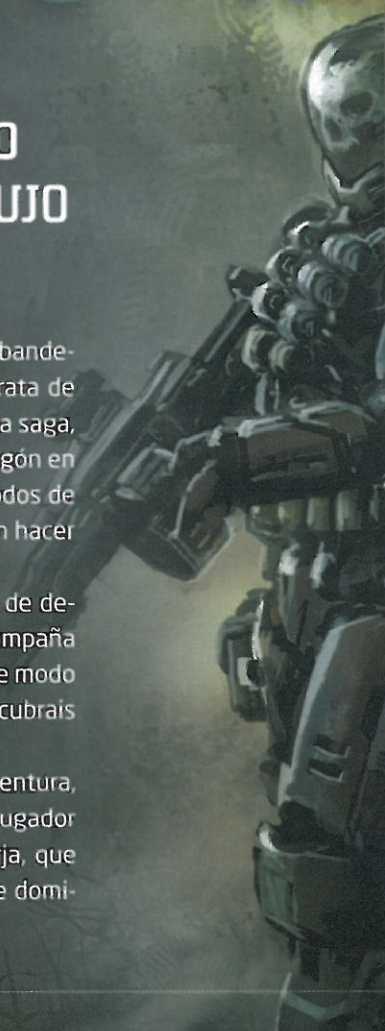 O
UJO
bande-
rata de
a saga,
gón en
odos de
n hacer
de de-
mpaña
e modo
cubrais
entura,
ugador
ja, que
e domi-